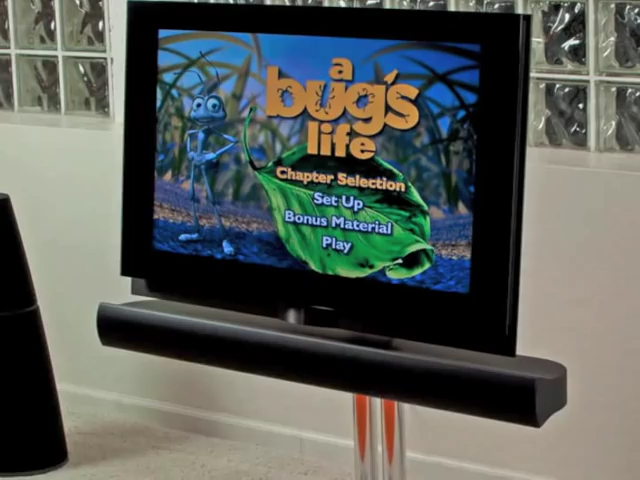 a
bug's
life
Chapter Selection
Set Up
Bonus Material
Play